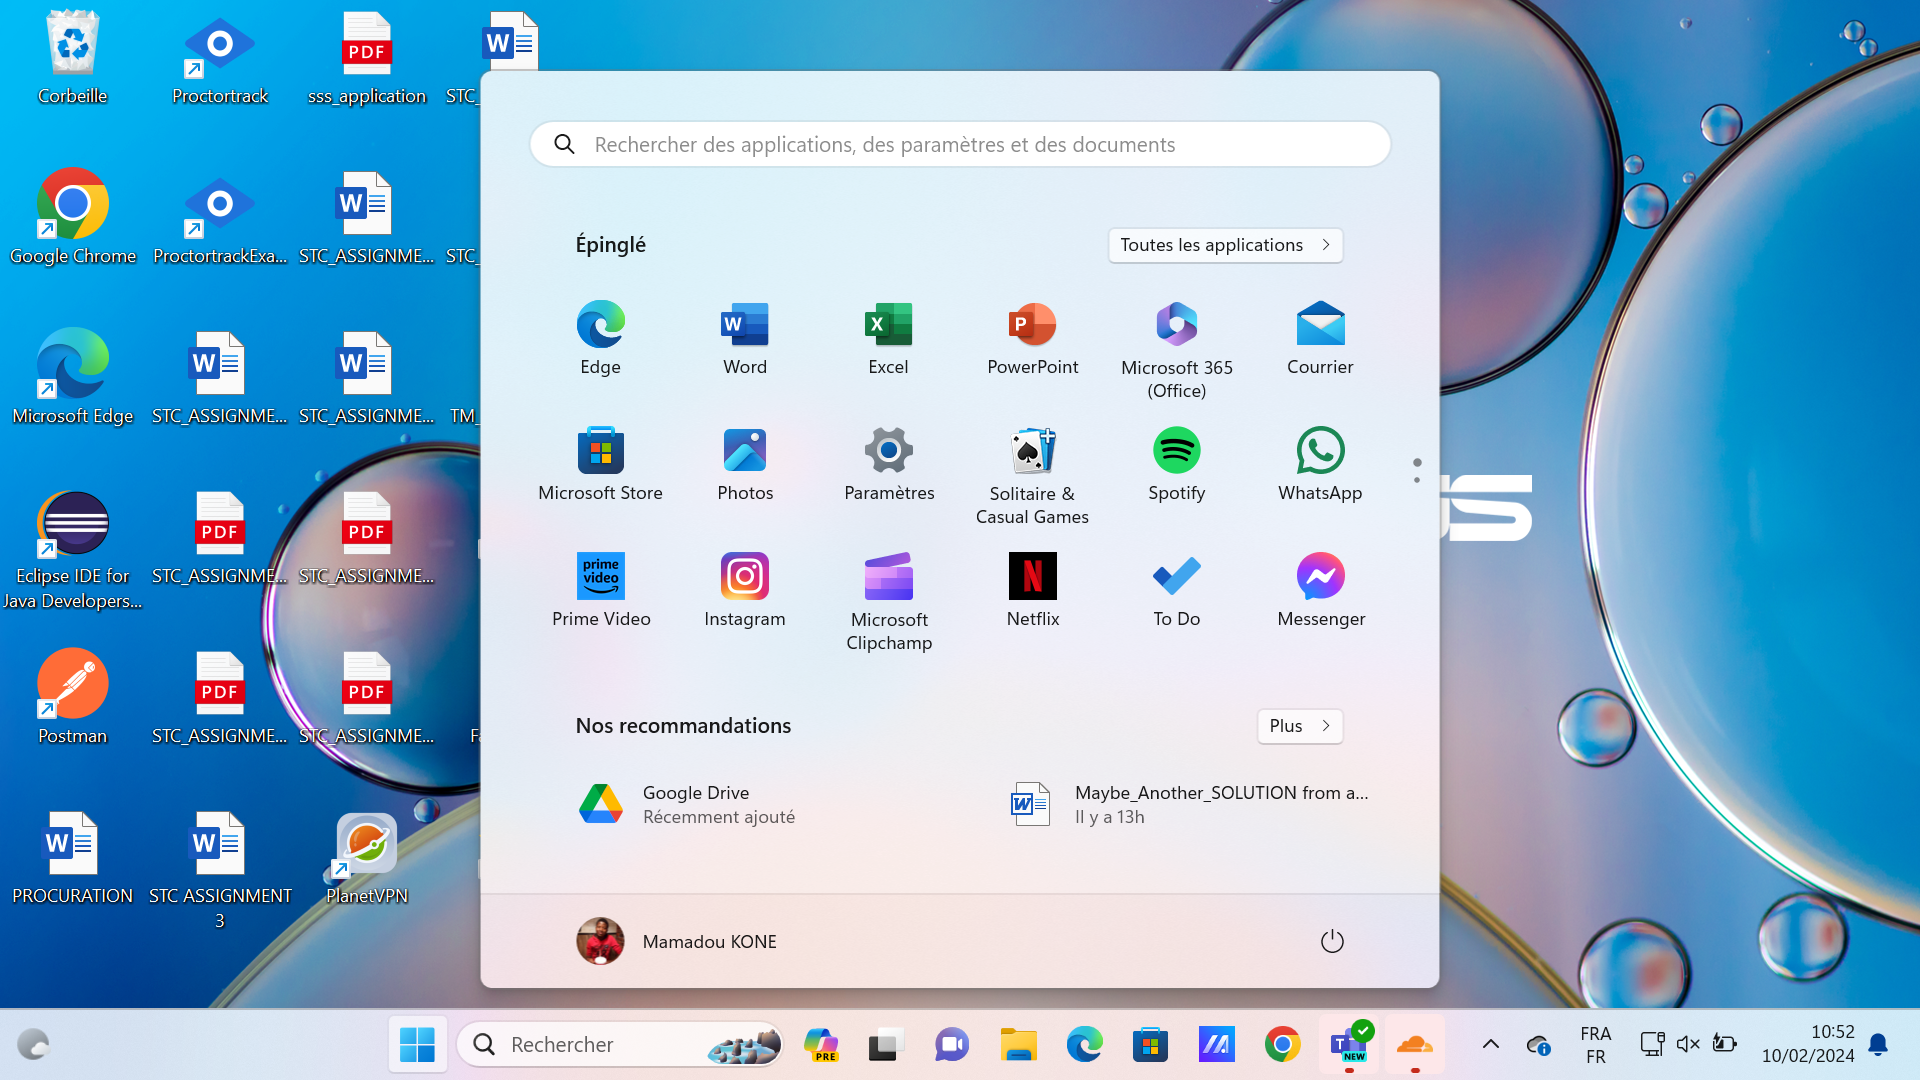 Corbeille
Proctortrack
sss_application
STC_
Google Chrome
ProctortrackExa...
STC_ASSIGNME...
STC_
Microsoft Edge
STC_ASSIGNME...
STC_ASSIGNME...
TM_
Eclipse IDE for
Java Developers...
STC_ASSIGNME...
STC_ASSIGNME...
Postman
STC_ASSIGNME...
STC_ASSIGNME...
PROCURATION
STC ASSIGNMENT
3
PlanetVPN
Rechercher des applications, des paramètres et des documents
Épinglé
Toutes les applications
Edge
Word
Excel
PowerPoint
Microsoft 365
(Office)
Courrier
Microsoft Store
Photos
Paramètres
Solitaire &
Casual Games
Spotify
WhatsApp
prime
video
Prime Video
Instagram
Microsoft
Clipchamp
Netflix
To Do
Messenger
Nos recommandations
Plus
Google Drive
Récemment ajouté
Maybe_Another_SOLUTION from a...
Il y a 13h
Mamadou KONE
Rechercher
PRE
NEW
FRA
FR
10:52
10/02/2024